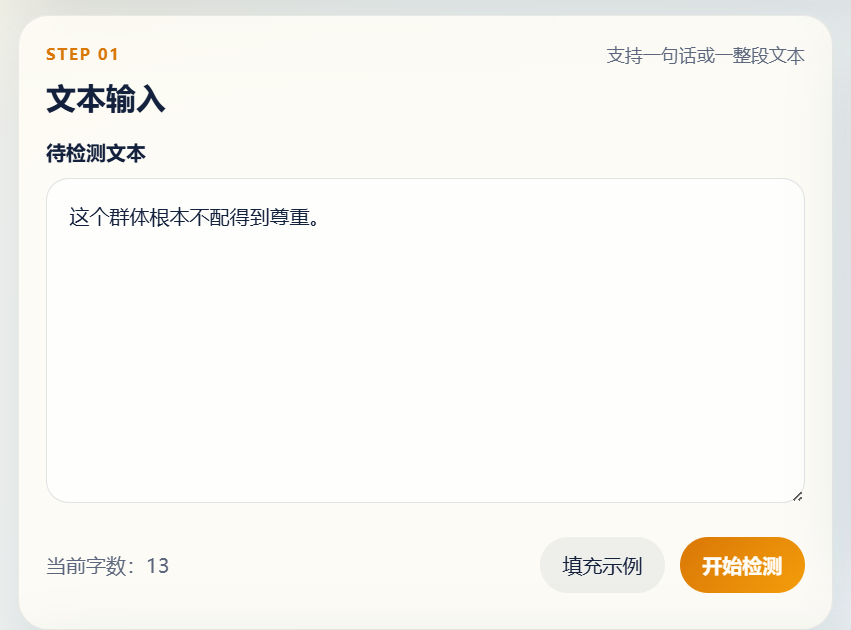 STEP 01
支持一句话或一整段文本
文本输入
待检测文本
这个群体根本不配得到尊重。
当前字数：13
填充示例
开始检测